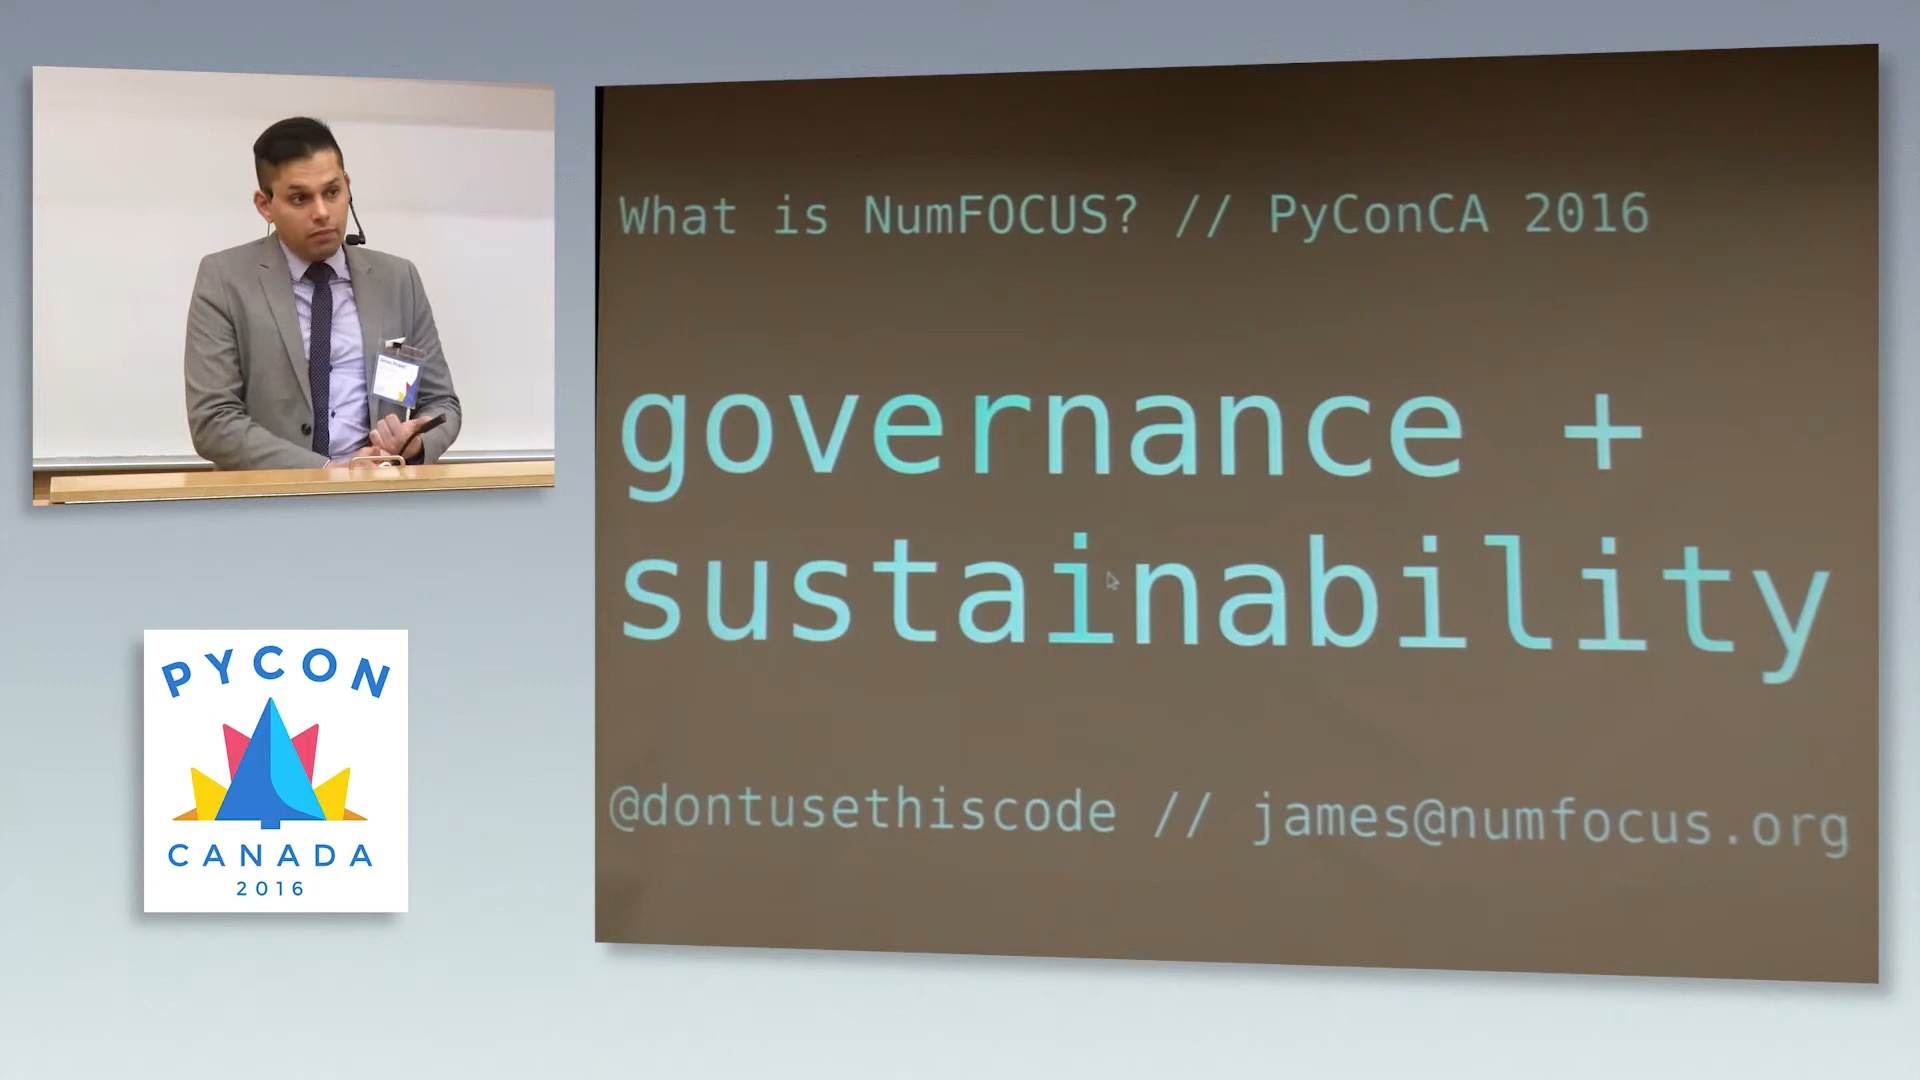 What is NumFOCUS? // PyConCA 2016
governance +
sustainability
@dontusethiscode // james@numfocus.org
PYCON
CANADA
2016